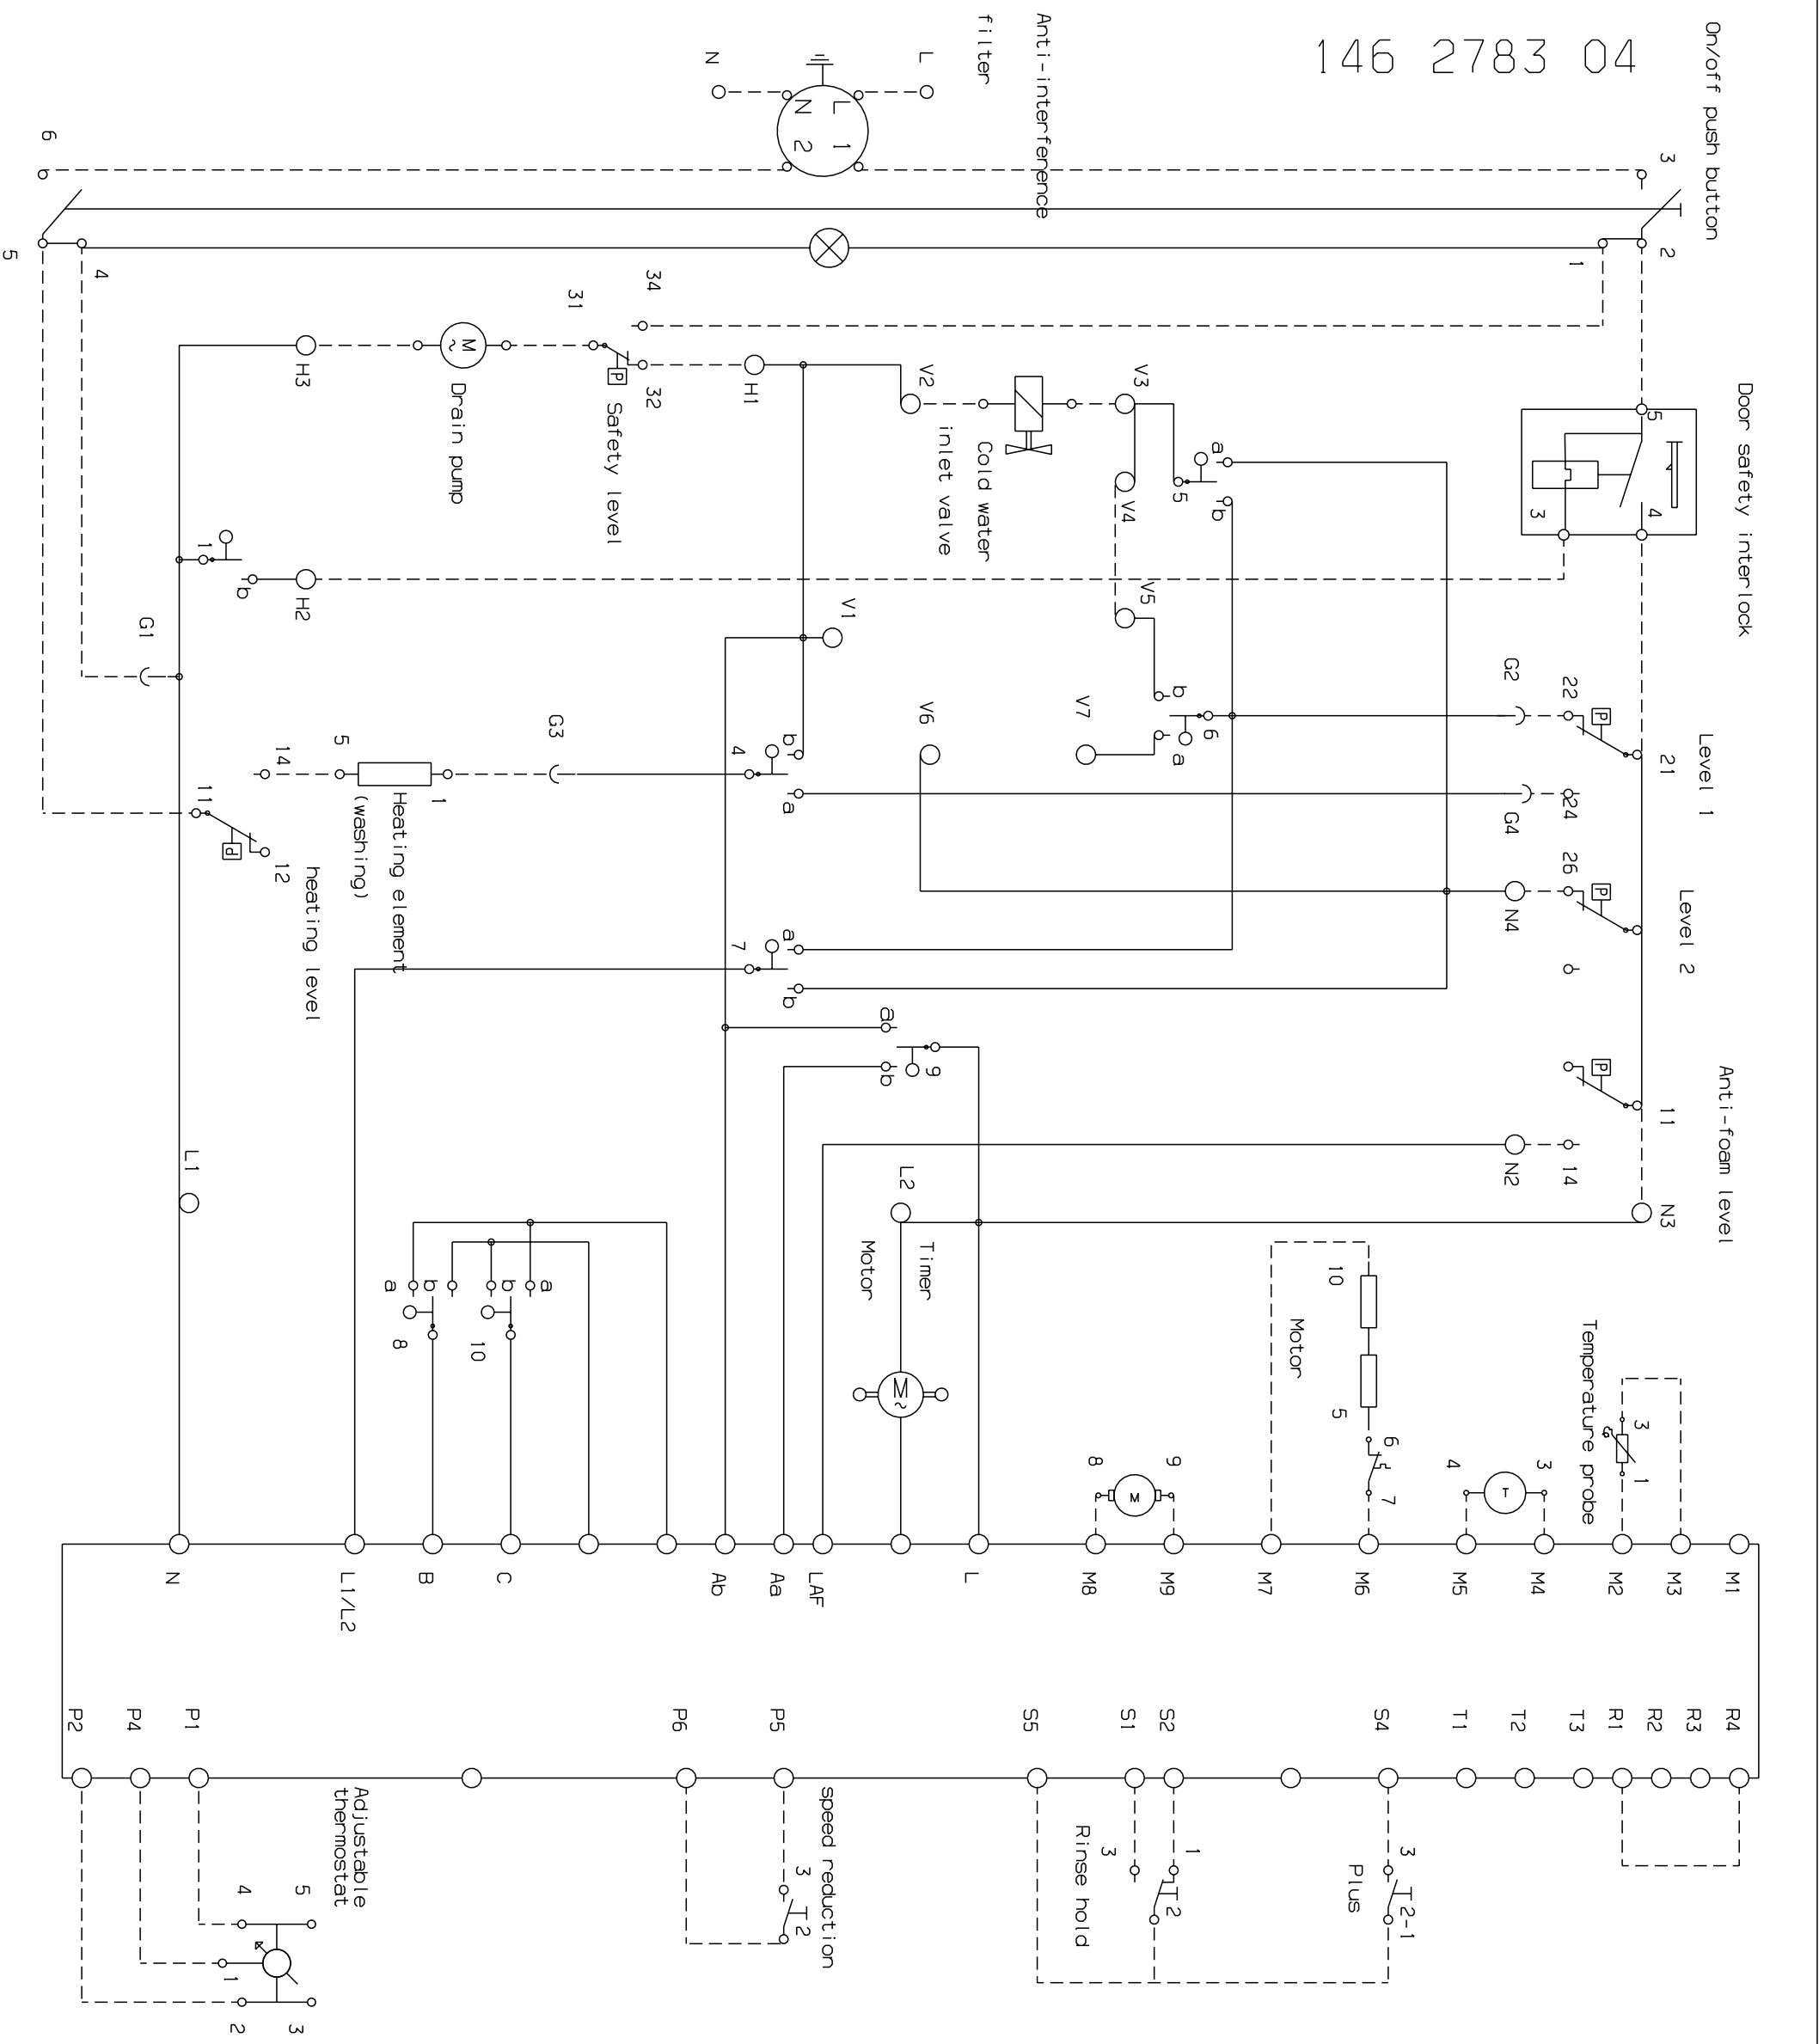 146 2783 04
On/off push button
3
2
1
Anti-interference
filter
L
N
L 1
N 2
6
5
4
34
31
32
P
Safety level
M
~
Drain pump
H3
H1
V2
Cold water
inlet valve
V3
V4
V5
a
5
b
Door safety interlock
5
4
3
1
b
H2
G1
V1
G3
V6
V7
b
6
a
G2
22
P
21
Level 1
24
G4
26
P
Level 2
N4
4
b
a
14
5
1
Heating element
(washing)
11
12
P
heating level
7
a
b
a
9
b
P
11
Anti-foam level
14
N2
N3
L1
L2
Timer
Motor
M
~
a
b
8
b
a
10
10
5
Motor
6
7
8
9
M
4
3
T
Temperature probe
3
1
N
L1/L2
B
C
Ab
Aa
LAF
L
M8
M9
M7
M6
M5
M4
M2
M3
M1
P2
P4
P1
P6
P5
S5
S1
S2
S4
T1
T2
T3
R1
R2
R3
R4
Adjustable
thermostat
4
5
1
2
3
speed reduction
3
2
Rinse hold
3
1
2
Plus
3
2-1